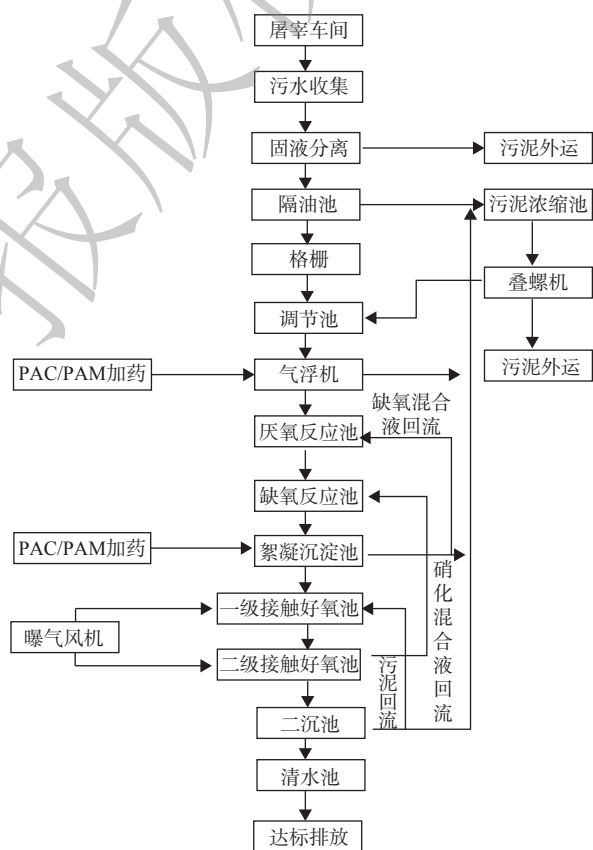 屠宰车间
污水收集
固液分离
污泥外运
隔油池
污泥浓缩池
格栅
叠螺机
调节池
污泥外运
PAC/PAM加药
气浮机
缺氧混合
液回流
厌氧反应池
缺氧反应池
PAC/PAM加药
絮凝沉淀池
硝化混合液回流
一级接触好氧池
曝气风机
二级接触好氧池
污泥回流
二沉池
清水池
达标排放
报版